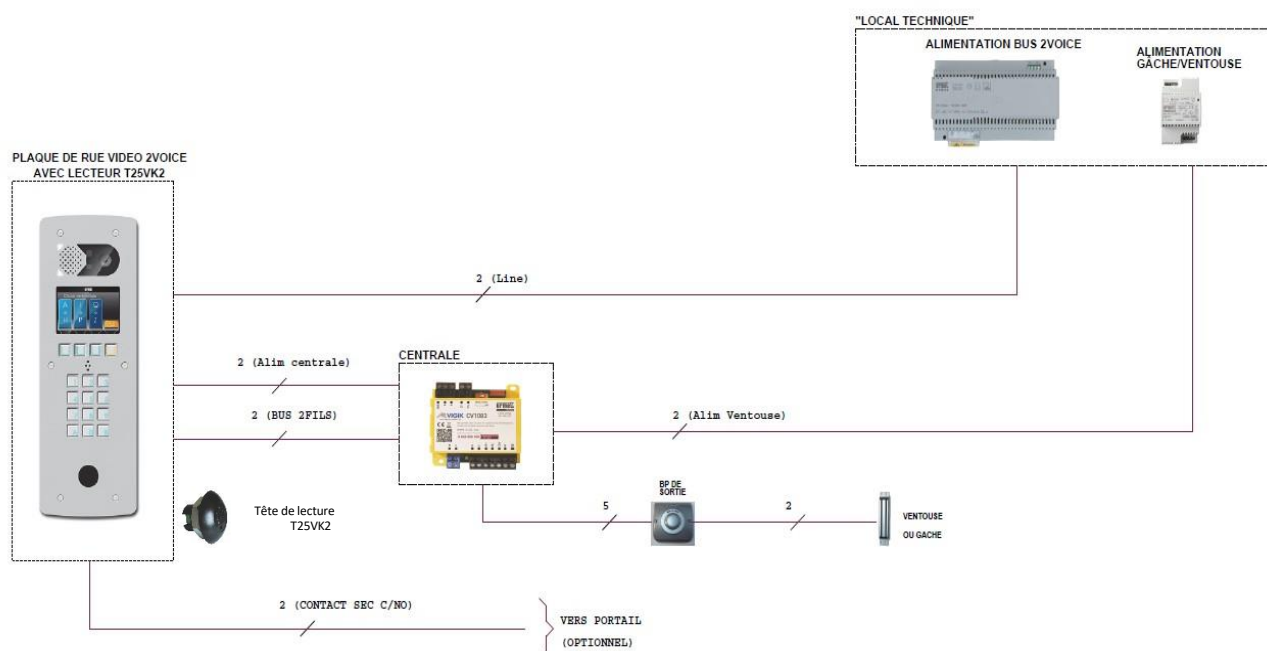 "LOCAL TECHNIQUE"
ALIMENTATION BUS 2VOICE
ALIMENTATION
GÂCHE/VENTOUSE
PLAQUE DE RUE VIDEO 2VOICE
AVEC LECTEUR T25VK2
2 (Line)
2 (Alim centrale)
CENTRALE
VIGIK CV1083
2 (BUS 2FILS)
2 (Alim Ventouse)
BP DE
SORTIE
5
2
VENTOUSE
OU GACHE
Tête de lecture
T25VK2
2 (CONTACT SEC C/NO)
VERS PORTAIL
(OPTIONNEL)